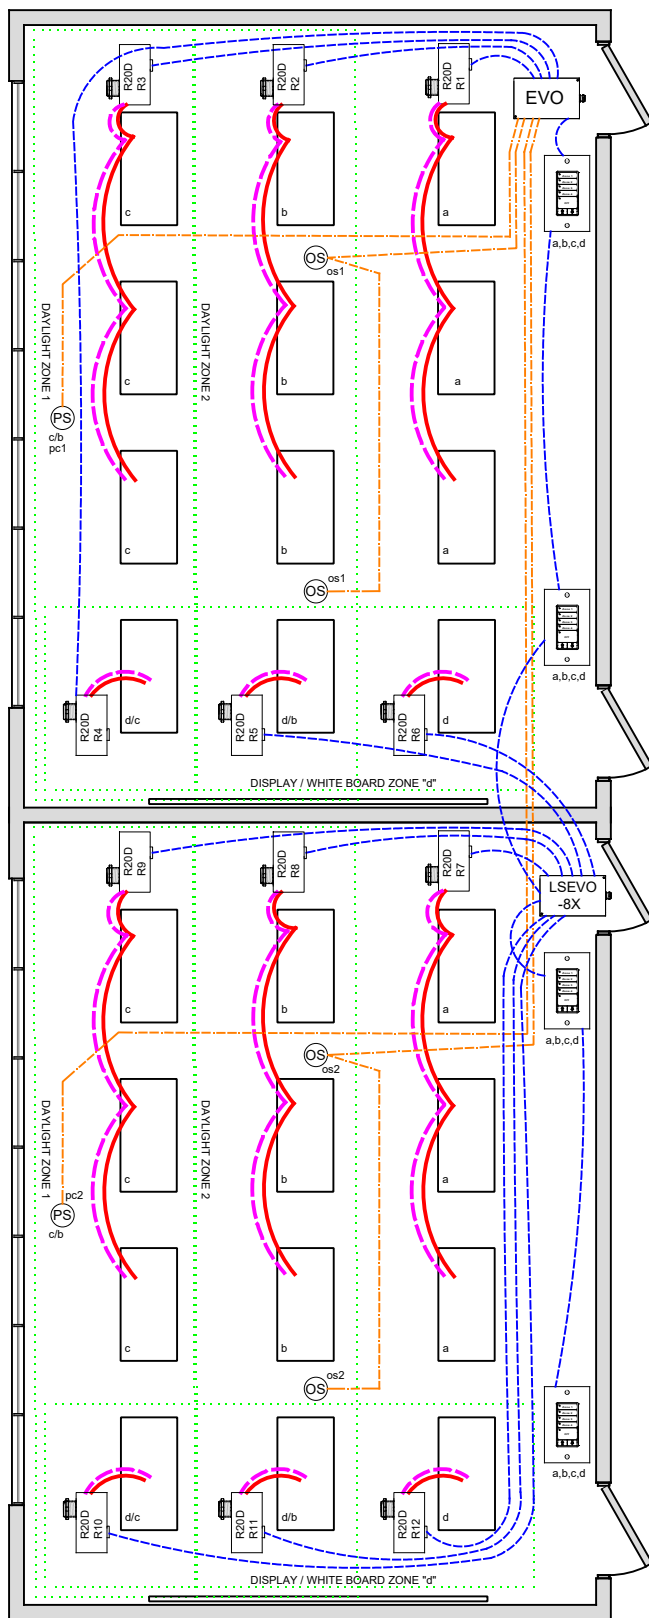 R20D
R3
R20D
R2
R20D
R1
EVO
a,b,c,d
c
b
a
OS
os1
DAYLIGHT ZONE 1
DAYLIGHT ZONE 2
c
b
a
PS
c/b
pc1
c
b
a
OS
os1
a,b,c,d
d/c
d/b
d
R20D
R4
R20D
R5
R20D
R6
DISPLAY / WHITE BOARD ZONE "d"
R20D
R9
R20D
R8
R20D
R7
LSEVO
-8X
c
b
a
a,b,c,d
OS
os2
DAYLIGHT ZONE 1
DAYLIGHT ZONE 2
c
b
a
pc2
PS
c/b
c
b
a
OS
os2
a,b,c,d
d/c
d/b
d
R20D
R10
R20D
R11
R20D
R12
DISPLAY / WHITE BOARD ZONE "d"